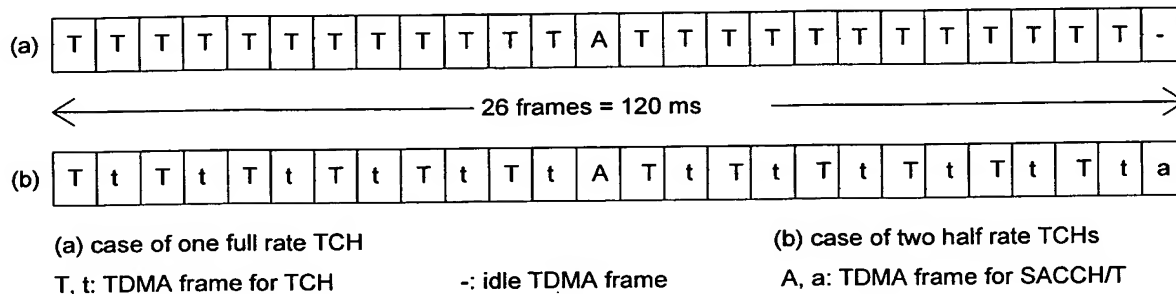 (a) T T T T T T T T T T T T A T T T T T T T T T T T T -
26 frames = 120 ms
(b) T t T t T t T t T t T t A T t T t T t T t T t T t a
(a) case of one full rate TCH (b) case of two half rate TCHs
T, t: TDMA frame for TCH -: idle TDMA frame A, a: TDMA frame for SACCH/T